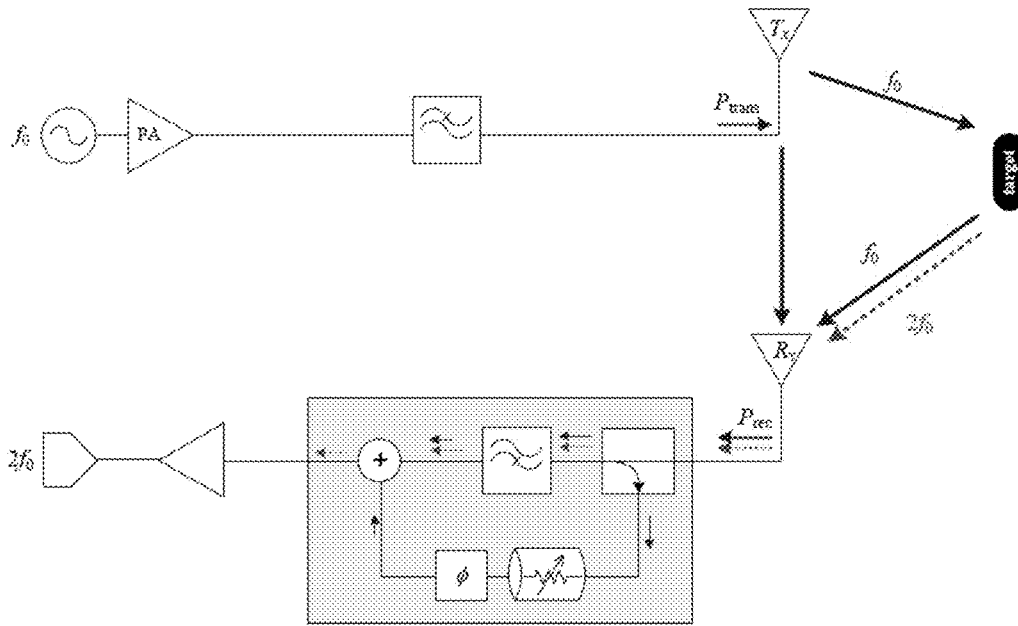 Tx
f0
f0
PA
Ptrans
target
f0
2f0
Rx
Prec
2f0
+
ϕ